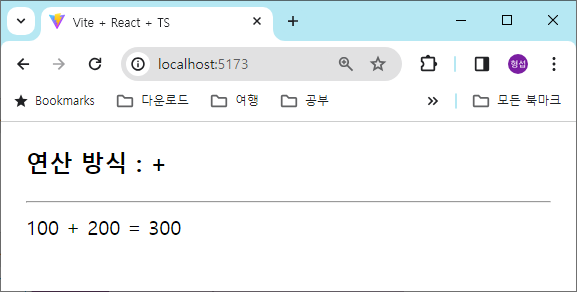 Vite + React + TS
localhost:5173
형섭
Bookmarks 다운로드 여행 공부 모든 북마크
연산 방식 : +
100 + 200 = 300